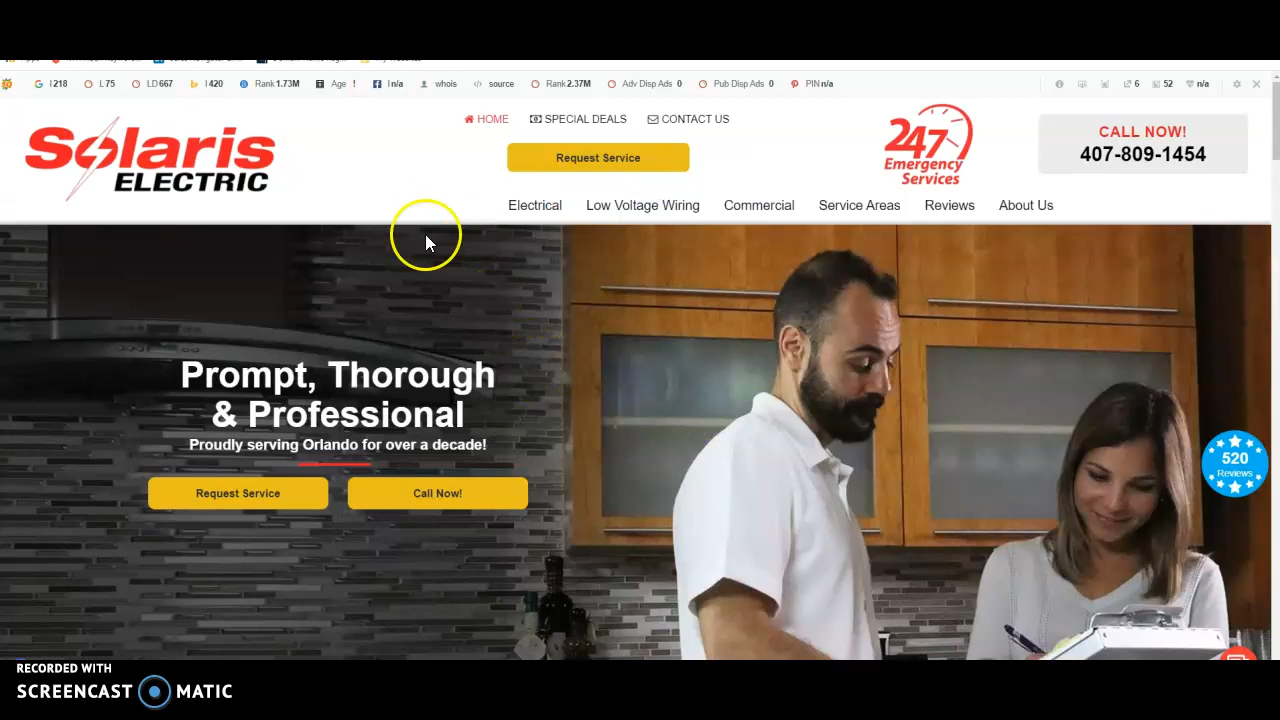 I 218 L 75 LD 667 I 420 Rank 1.73M Age ! I n/a whois source Rank 2.37M Adv Disp Ads 0 Pub Disp Ads 0 PIN n/a 6 52 n/a
HOME SPECIAL DEALS CONTACT US
Solaris
ELECTRIC
Request Service
247
Emergency
Services
CALL NOW!
407-809-1454
Electrical Low Voltage Wiring Commercial Service Areas Reviews About Us
Prompt, Thorough
& Professional
Proudly serving Orlando for over a decade!
Request Service Call Now!
520
Reviews
RECORDED WITH
SCREENCAST MATIC